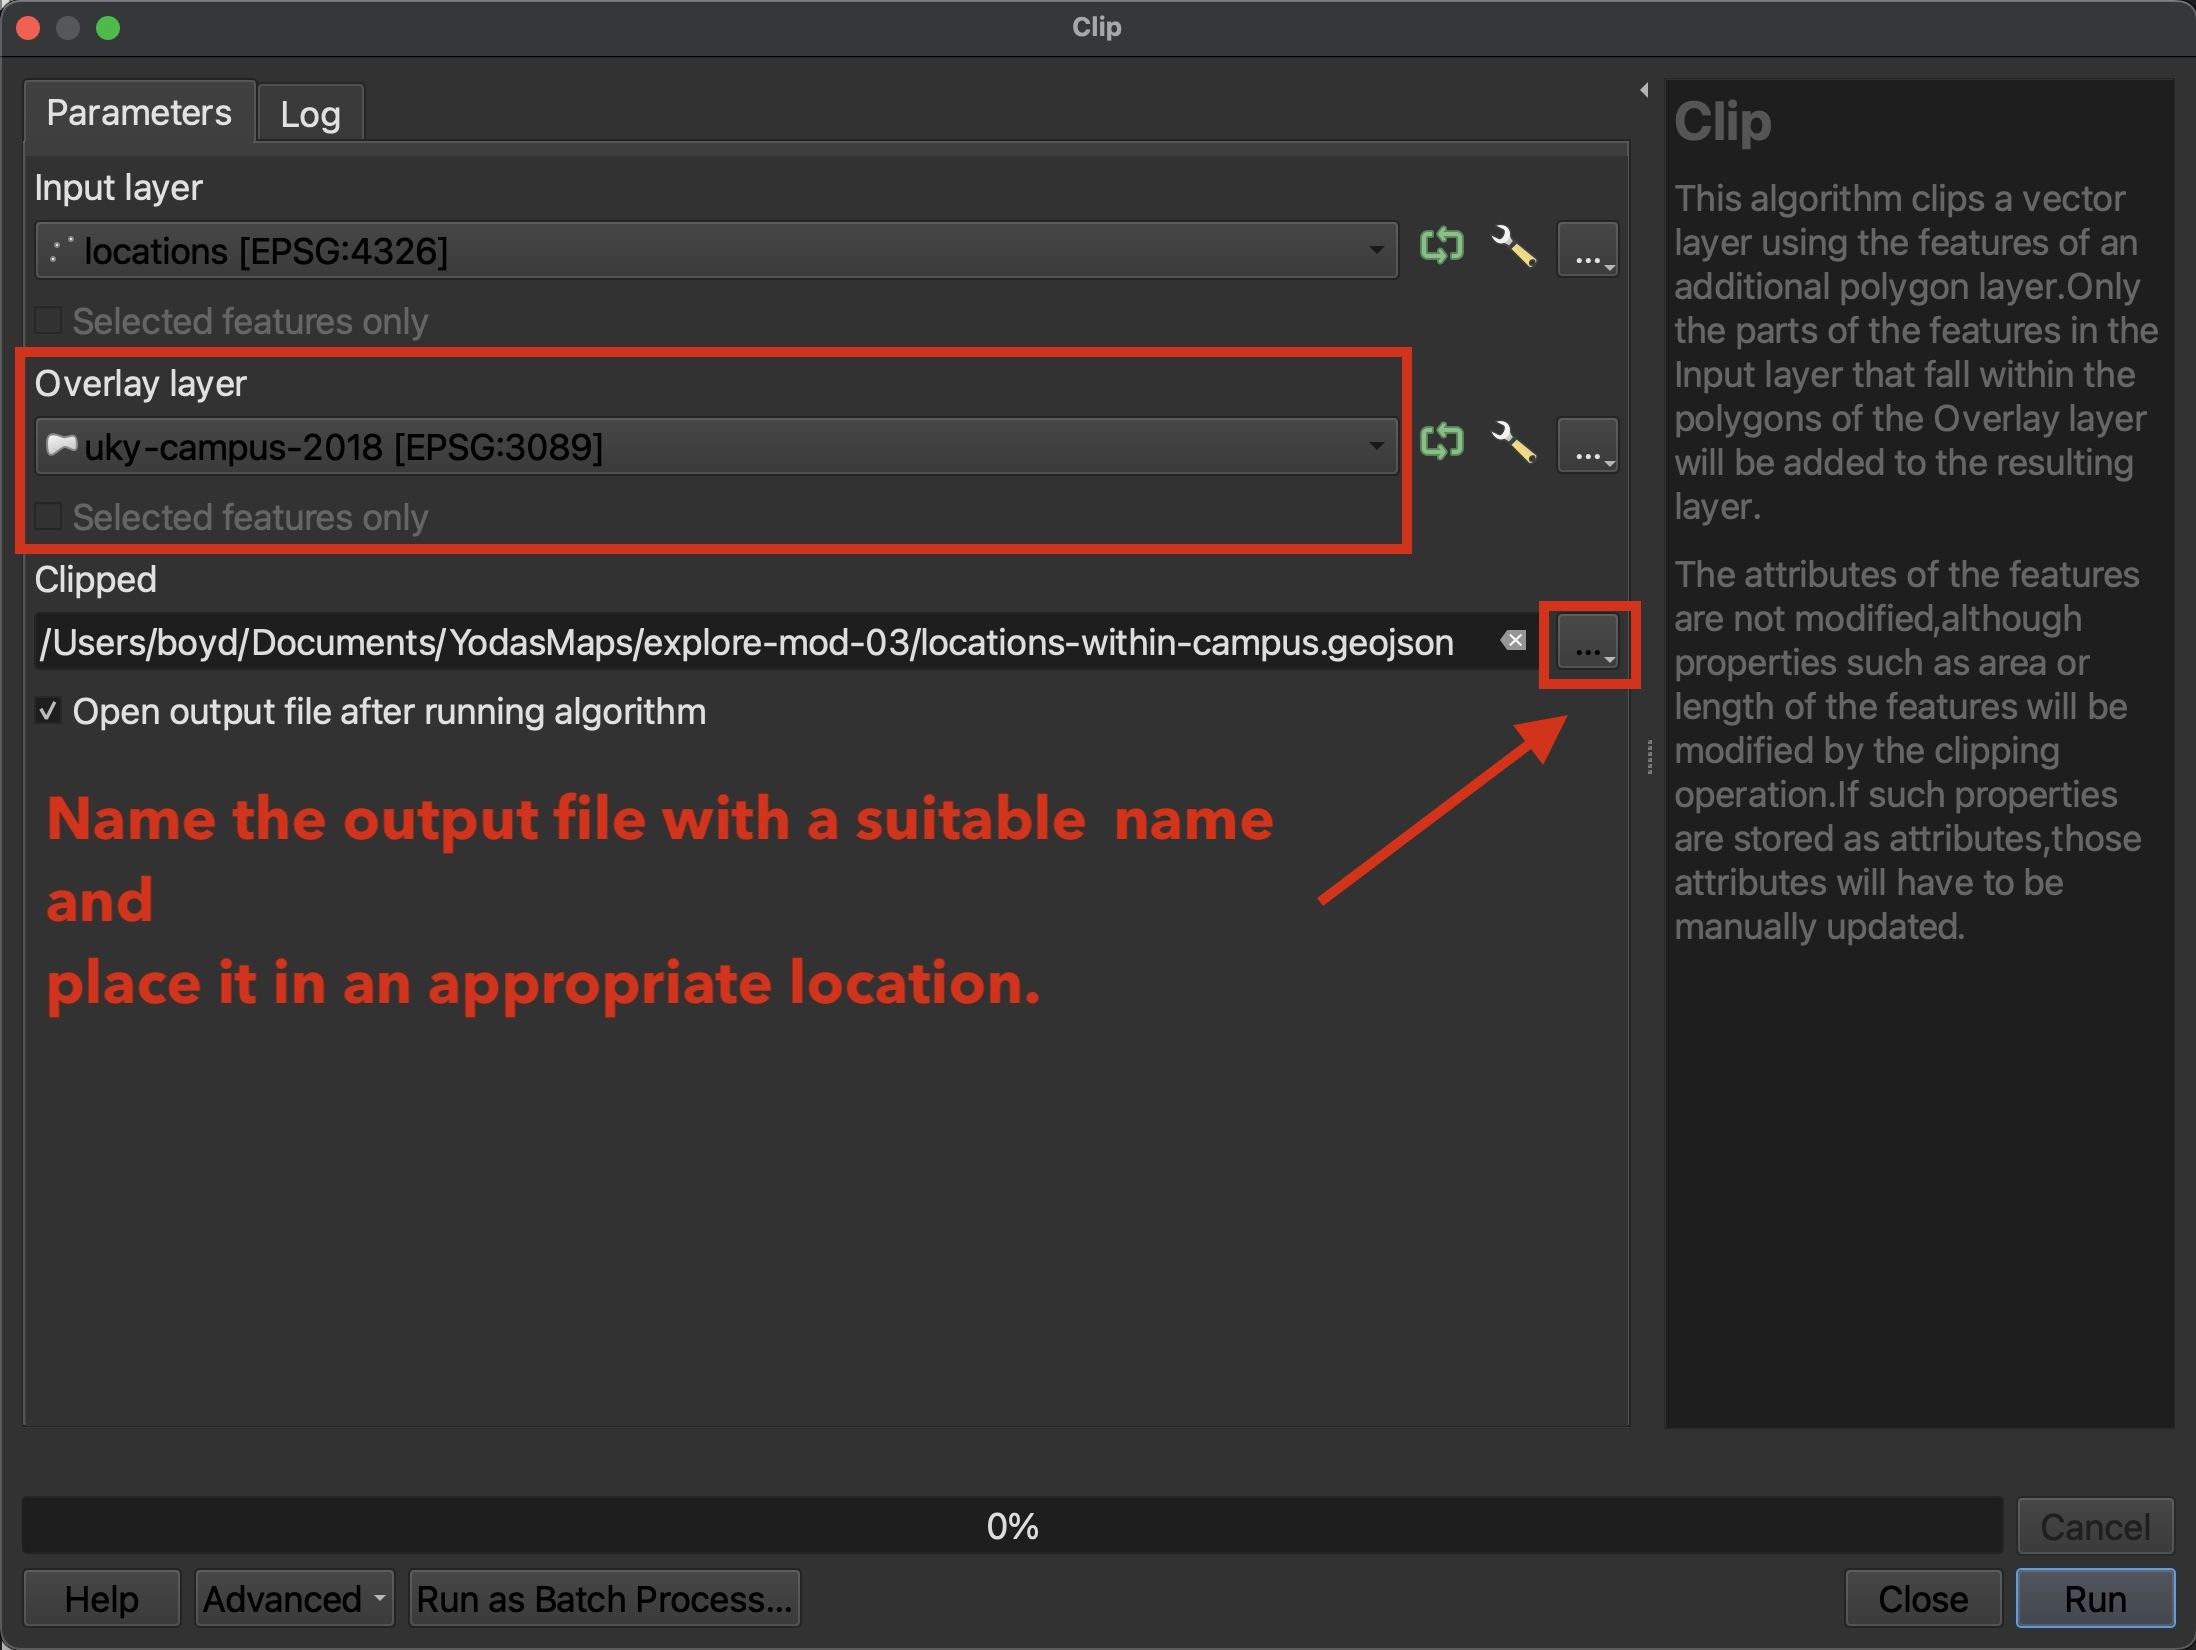 Clip
Parameters
Log
Input layer
locations [EPSG:4326]
...
Selected features only
Overlay layer
uky-campus-2018 [EPSG:3089]
...
Selected features only
Clipped
/Users/boyd/Documents/YodasMaps/explore-mod-03/locations-within-campus.geojson
...
Open output file after running algorithm
Name the output file with a suitable name
and
place it in an appropriate location.
Clip
This algorithm clips a vector
layer using the features of an
additional polygon layer.Only
the parts of the features in the
Input layer that fall within the
polygons of the Overlay layer
will be added to the resulting
layer.
The attributes of the features
are not modified,although
properties such as area or
length of the features will be
modified by the clipping
operation.If such properties
are stored as attributes,those
attributes will have to be
manually updated.
0%
Cancel
Help
Advanced
Run as Batch Process...
Close
Run